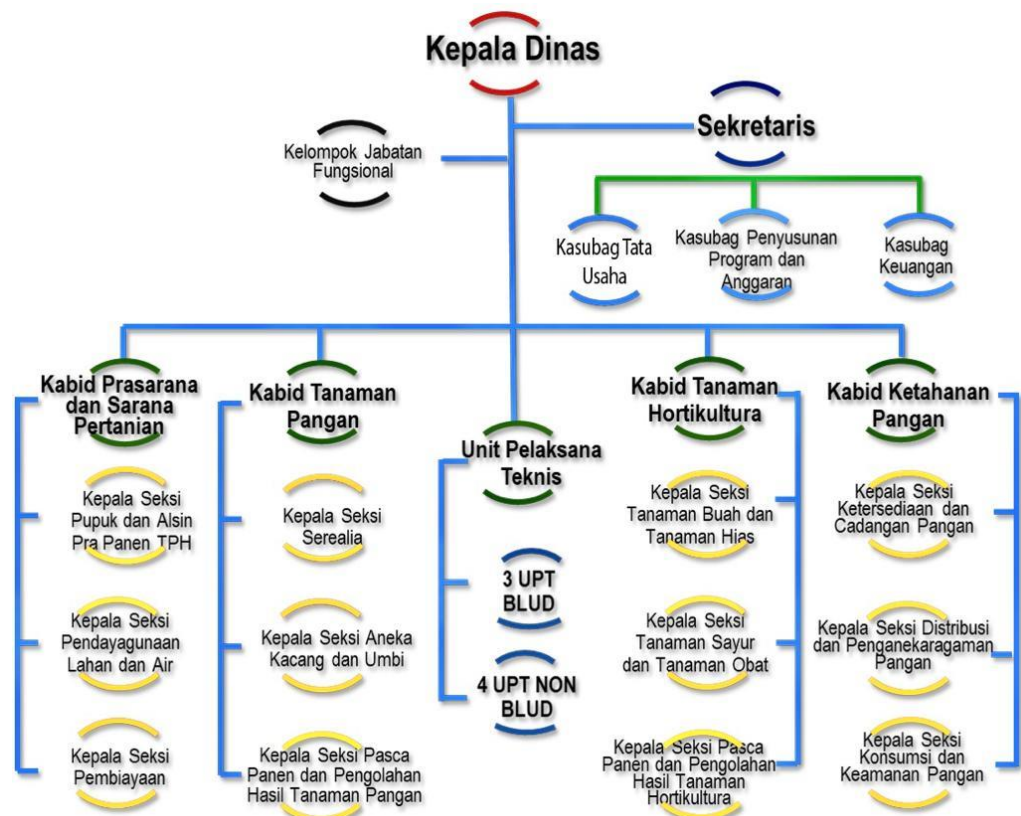 Kepala Dinas
Sekretaris
Kelompok Jabatan
Fungsional
Kasubag Tata
Usaha
Kasubag Penyusunan
Program dan
Anggaran
Kasubag
Keuangan
Kabid Prasarana
dan Sarana
Pertanian
Kepala Seksi
Pupuk dan Alsin
Pra Panen TPH
Kepala Seksi
Pendayagunaan
Lahan dan Air
Kepala Seksi
Pembiayaan
Kabid Tanaman
Pangan
Kepala Seksi
Serealia
Kepala Seksi Aneka
Kacang dan Umbi
Kepala Seksi Pasca
Panen dan Pengolahan
Hasil Tanaman Pangan
Unit Pelaksana
Teknis
3 UPT
BLUD
4 UPT NON
BLUD
Kabid Tanaman
Hortikultura
Kepala Seksi
Tanaman Buah dan
Tanaman Hias
Kepala Seksi
Tanaman Sayur
dan Tanaman Obat
Kepala Seksi Pasca
Panen dan Pengolahan
Hasil Tanaman
Hortikultura
Kabid Ketahanan
Pangan
Kepala Seksi
Ketersediaan dan
Cadangan Pangan
Kepala Seksi Distribusi
dan Penganekaragaman
Pangan
Kepala Seksi
Konsumsi dan
Keamanan Pangan